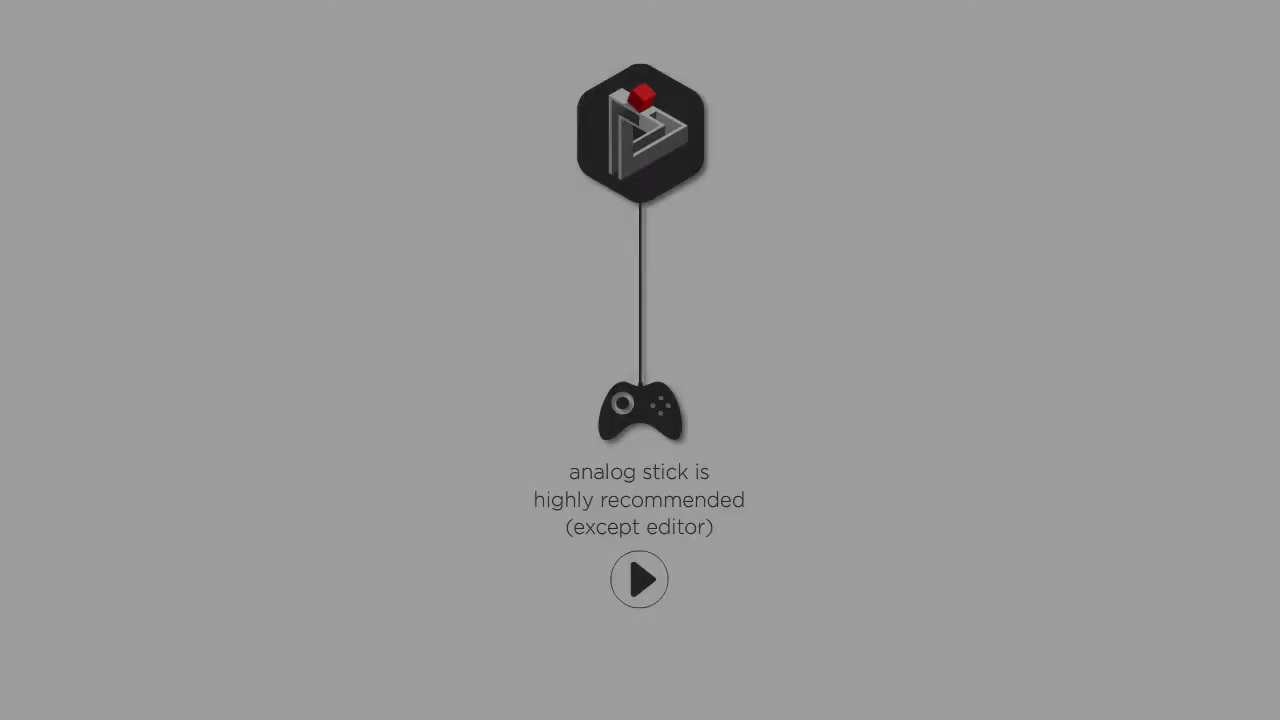 analog stick is
highly recommended
(except editor)